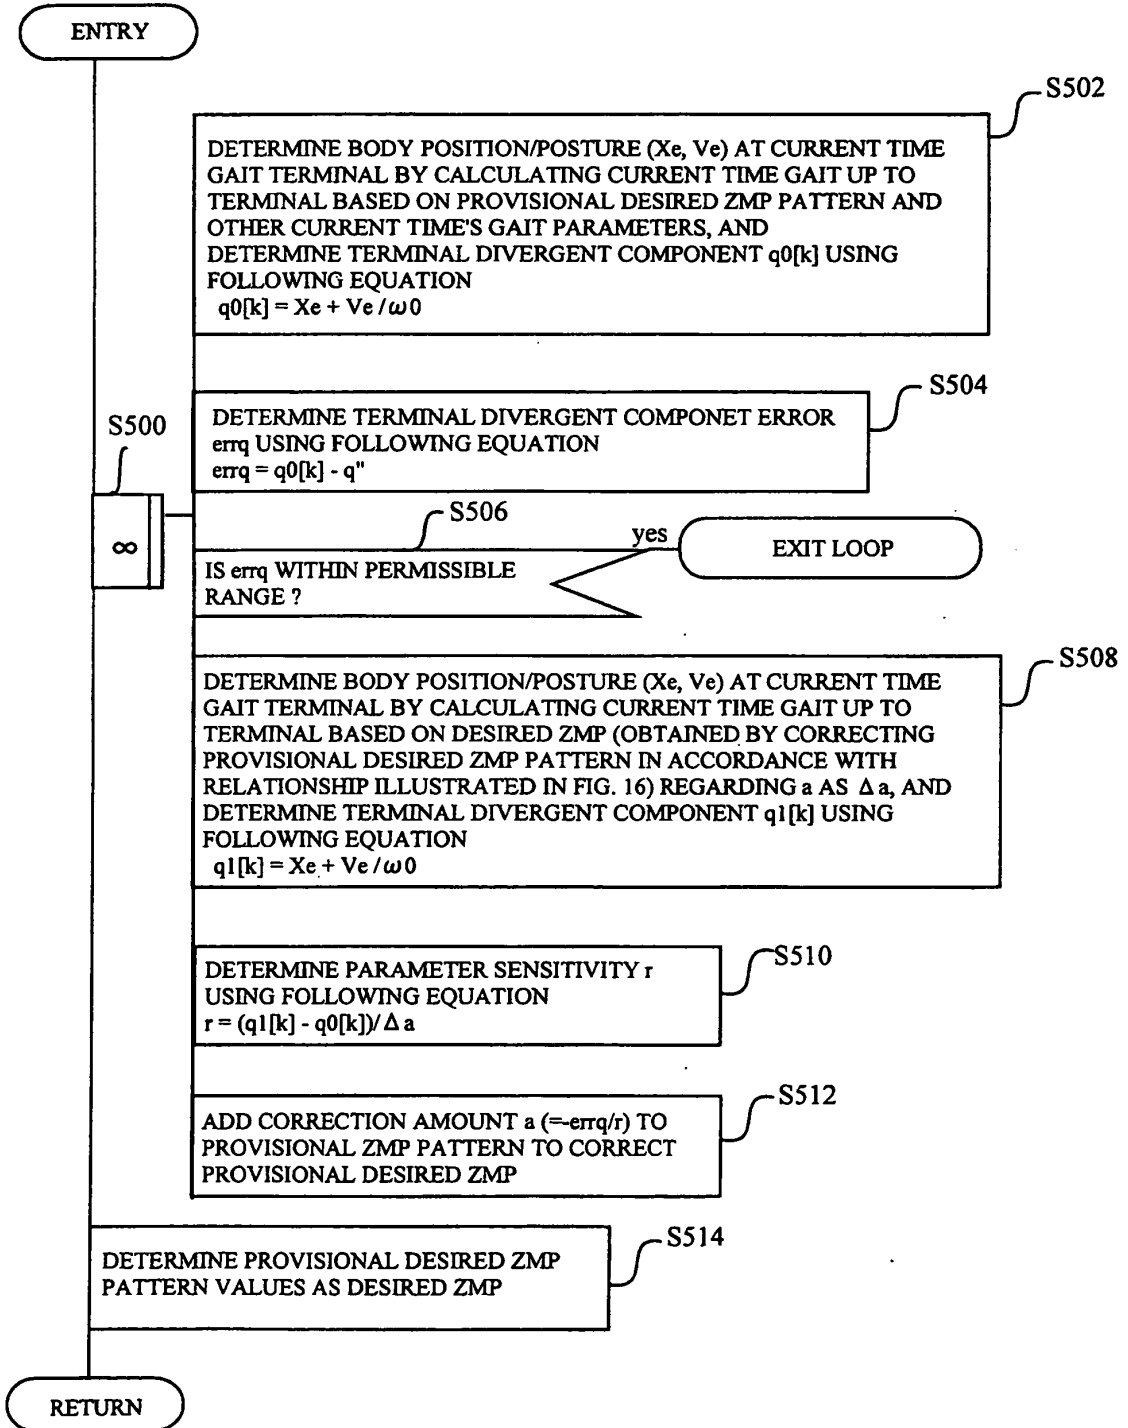 ENTRY
S502
DETERMINE BODY POSITION/POSTURE (Xe, Ve) AT CURRENT TIME
GAIT TERMINAL BY CALCULATING CURRENT TIME GAIT UP TO
TERMINAL BASED ON PROVISIONAL DESIRED ZMP PATTERN AND
OTHER CURRENT TIME'S GAIT PARAMETERS, AND
DETERMINE TERMINAL DIVERGENT COMPONENT q0[k] USING
FOLLOWING EQUATION
q0[k] = Xe + Ve /ω0
S504
DETERMINE TERMINAL DIVERGENT COMPONET ERROR
errq USING FOLLOWING EQUATION
errq = q0[k] - q"
S500
∞
S506
IS errq WITHIN PERMISSIBLE
RANGE ?
yes
EXIT LOOP
S508
DETERMINE BODY POSITION/POSTURE (Xe, Ve) AT CURRENT TIME
GAIT TERMINAL BY CALCULATING CURRENT TIME GAIT UP TO
TERMINAL BASED ON DESIRED ZMP (OBTAINED BY CORRECTING
PROVISIONAL DESIRED ZMP PATTERN IN ACCORDANCE WITH
RELATIONSHIP ILLUSTRATED IN FIG. 16) REGARDING a AS Δa, AND
DETERMINE TERMINAL DIVERGENT COMPONENT q1[k] USING
FOLLOWING EQUATION
q1[k] = Xe + Ve /ω0
S510
DETERMINE PARAMETER SENSITIVITY r
USING FOLLOWING EQUATION
r = (q1[k] - q0[k])/Δa
S512
ADD CORRECTION AMOUNT a (=-errq/r) TO
PROVISIONAL ZMP PATTERN TO CORRECT
PROVISIONAL DESIRED ZMP
S514
DETERMINE PROVISIONAL DESIRED ZMP
PATTERN VALUES AS DESIRED ZMP
RETURN